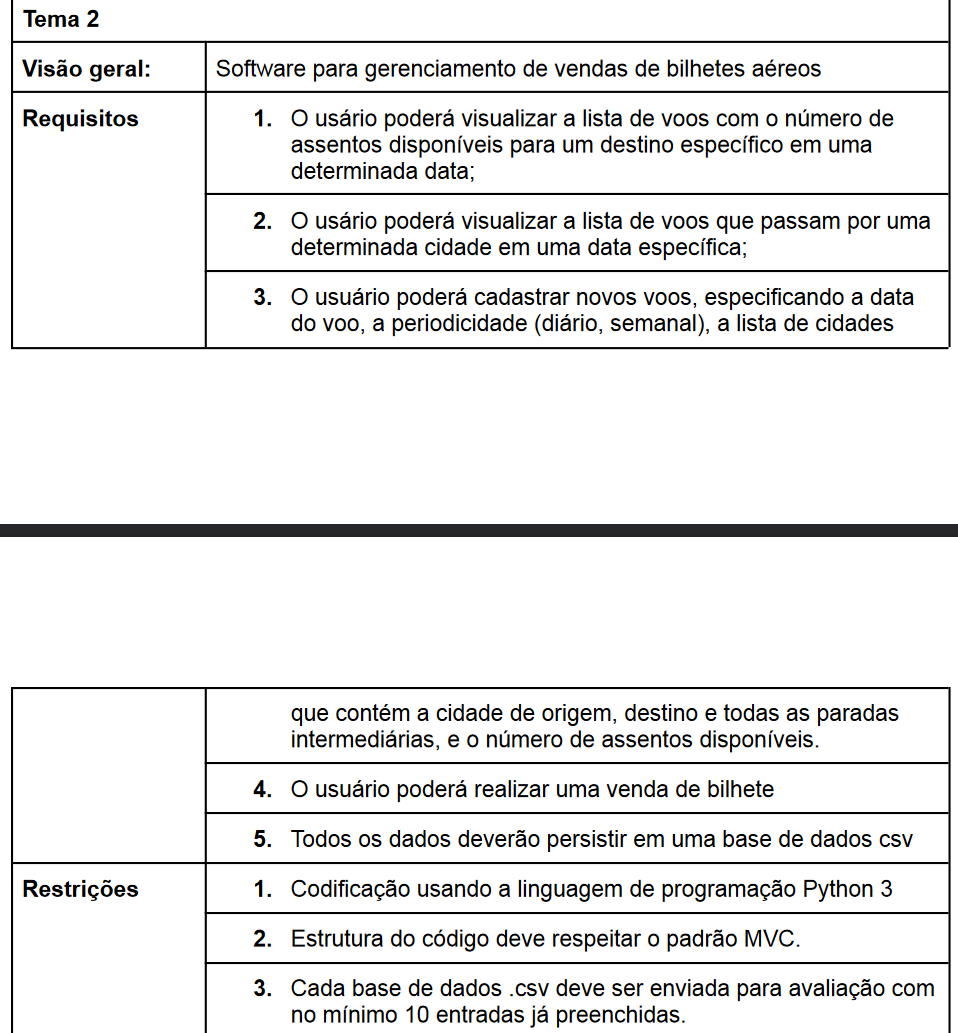 Tema 2
Visão geral:
Software para gerenciamento de vendas de bilhetes aéreos
Requisitos
1. O usário poderá visualizar a lista de voos com o número de
assentos disponíveis para um destino específico em uma
determinada data;
2. O usário poderá visualizar a lista de voos que passam por uma
determinada cidade em uma data específica;
3. O usuário poderá cadastrar novos voos, especificando a data
do voo, a periodicidade (diário, semanal), a lista de cidades
que contém a cidade de origem, destino e todas as paradas
intermediárias, e o número de assentos disponíveis.
4. O usuário poderá realizar uma venda de bilhete
5. Todos os dados deverão persistir em uma base de dados csv
Restrições
1. Codificação usando a linguagem de programação Python 3
2. Estrutura do código deve respeitar o padrão MVC.
3. Cada base de dados .csv deve ser enviada para avaliação com
no mínimo 10 entradas já preenchidas.